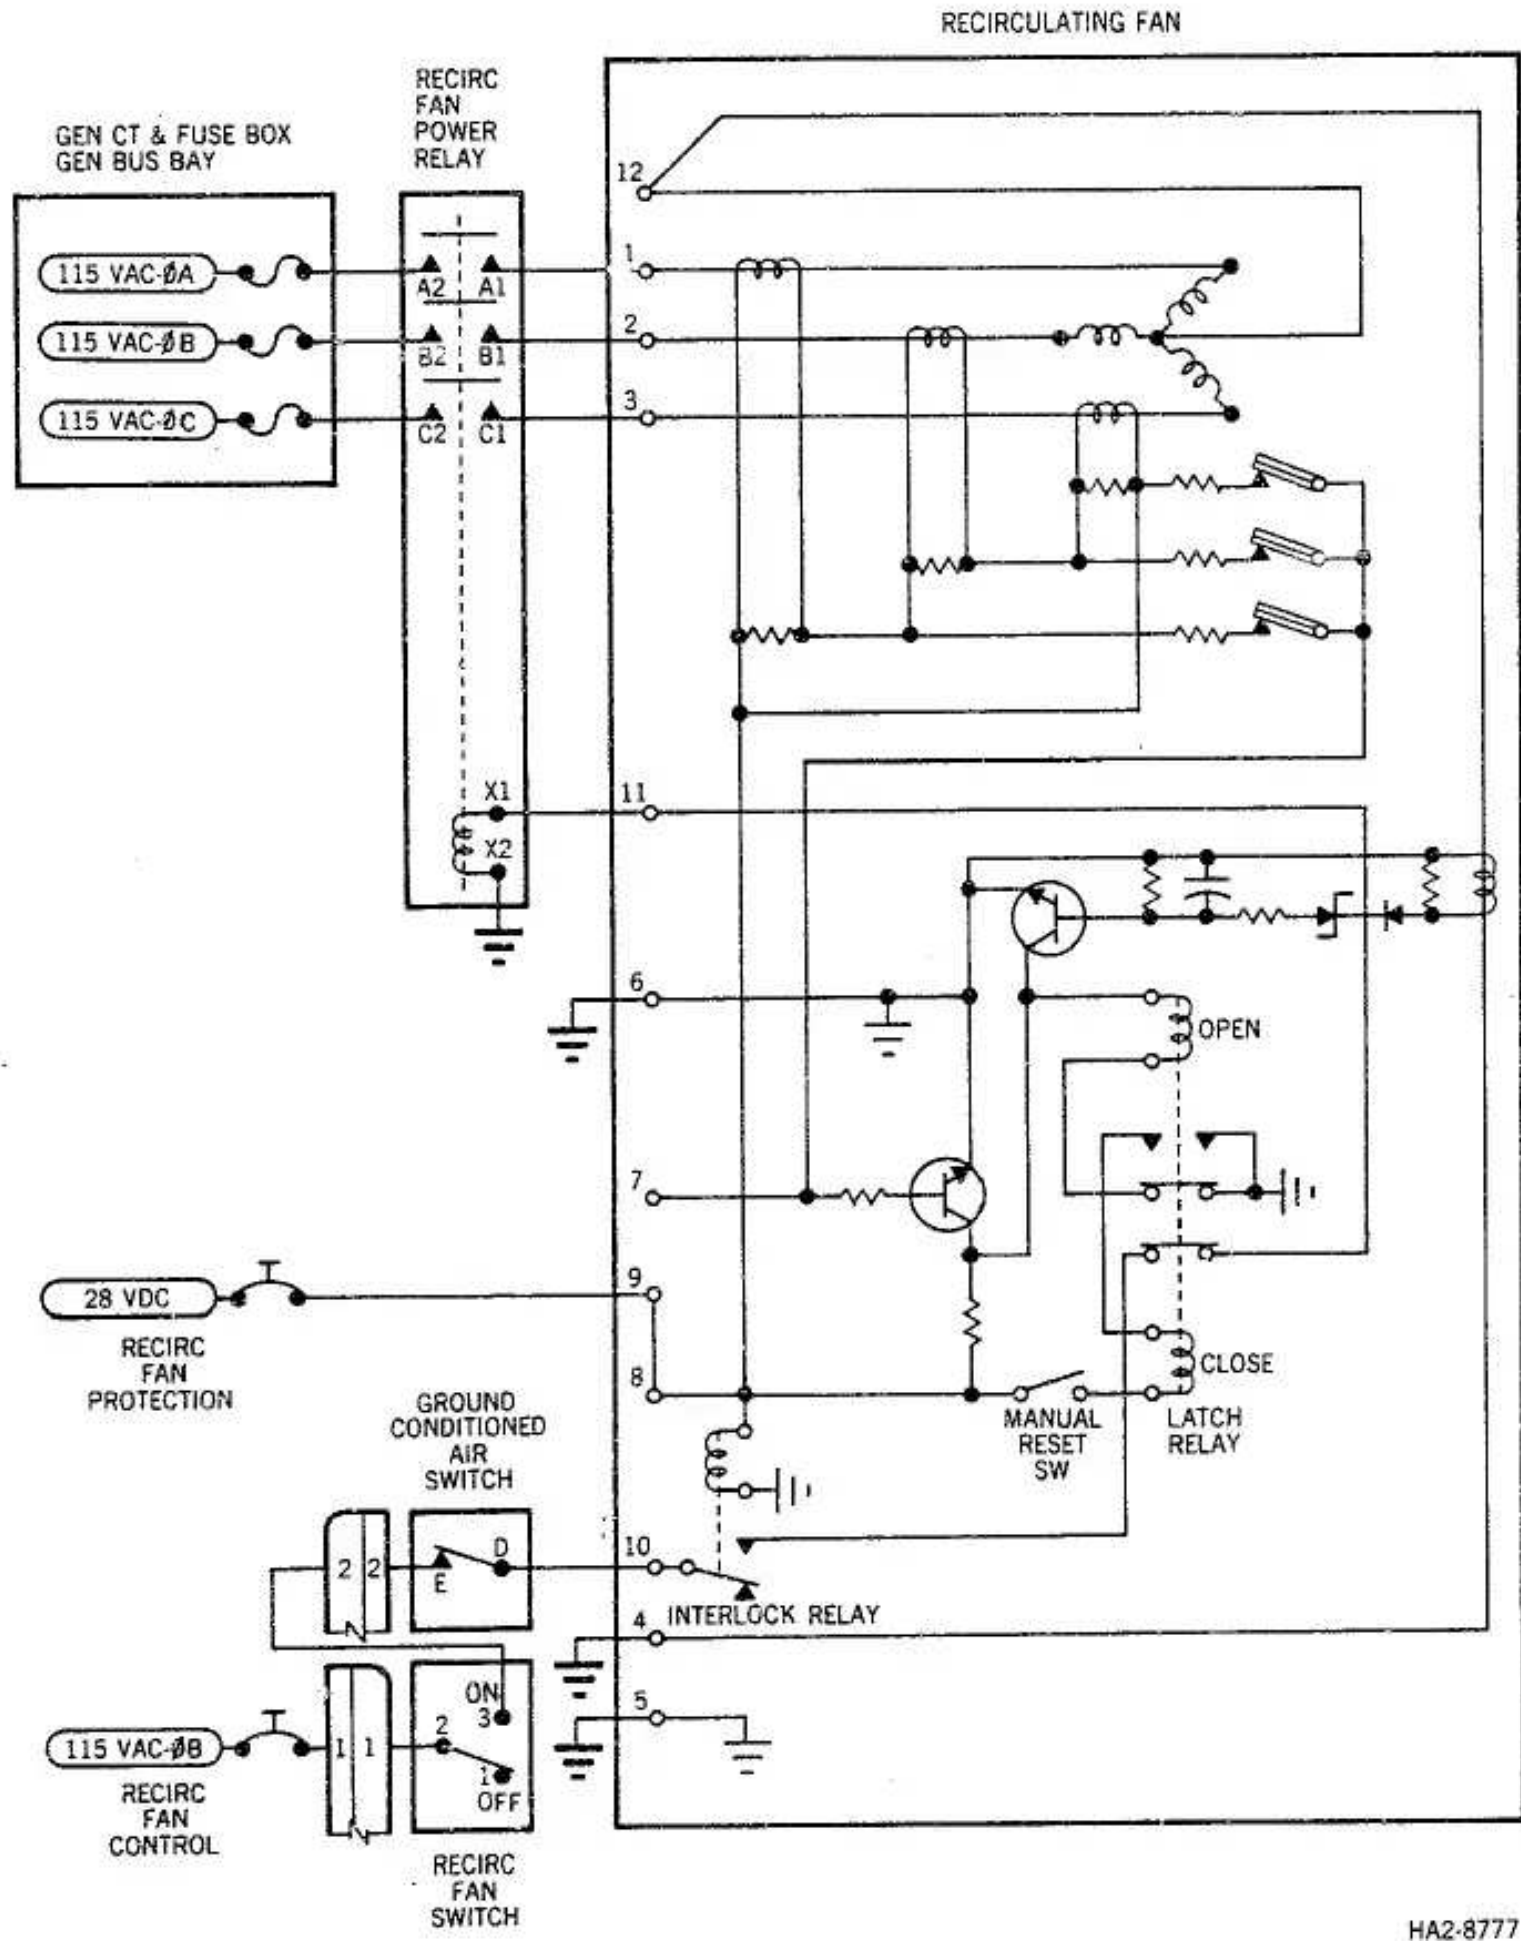 RECIRCULATING FAN
RECIRC
FAN
POWER
RELAY
GEN CT & FUSE BOX
GEN BUS BAY
12
115 VAC-ØA
A2 A1
1
115 VAC-ØB
B2 B1
2
115 VAC-ØC
C2 C1
3
X1
11
X2
6
OPEN
7
28 VDC
9
RECIRC
FAN
PROTECTION
8
CLOSE
MANUAL
RESET
SW
LATCH
RELAY
GROUND
CONDITIONED
AIR
SWITCH
2 2
E
D
10
INTERLOCK RELAY
4
5
ON
3
2
1
OFF
115 VAC-ØB
1 1
RECIRC
FAN
CONTROL
RECIRC
FAN
SWITCH
HA2-8777